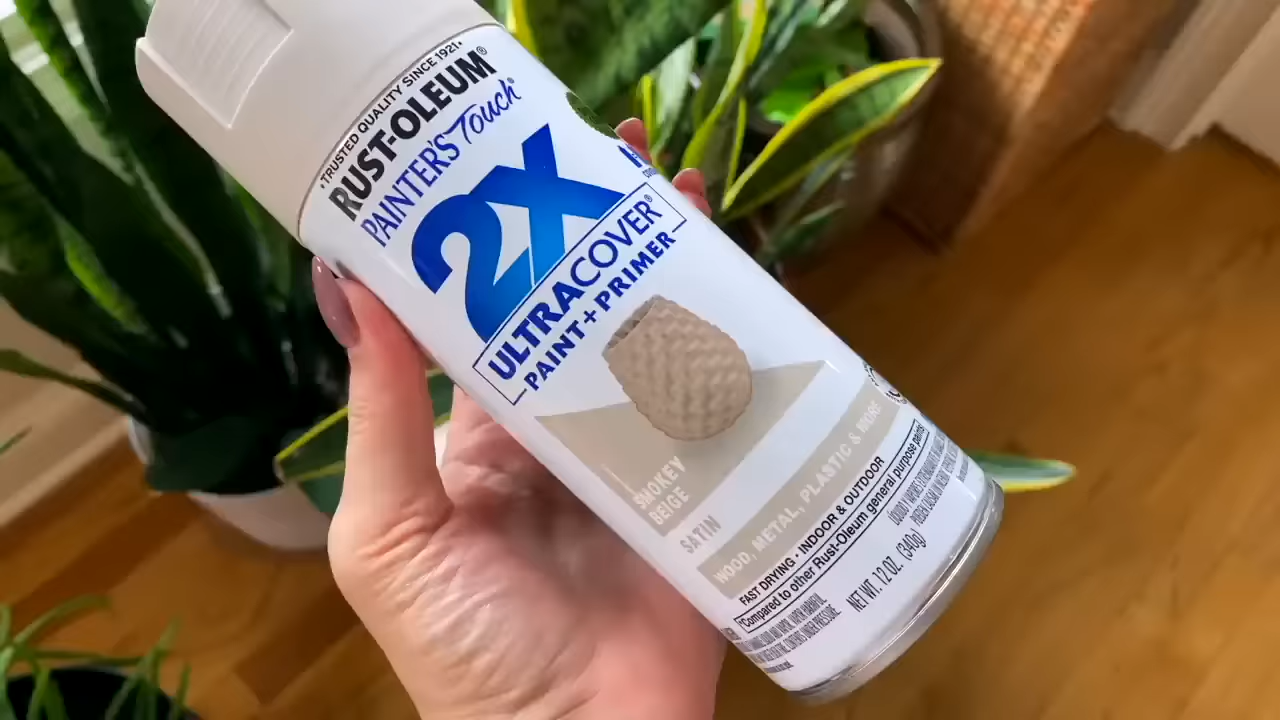 •TRUSTED QUALITY SINCE 1921•
RUST-OLEUM®
PAINTER'S Touch®
2X
ULTRACOVER®
PAINT+PRIMER
SMOKEY
BEIGE
SATIN
WOOD, METAL, PLASTIC & MORE
FAST DRYING • INDOOR & OUTDOOR
*Compared to other Rust-Oleum general purpose paints
NET WT. 12 OZ. (340g)